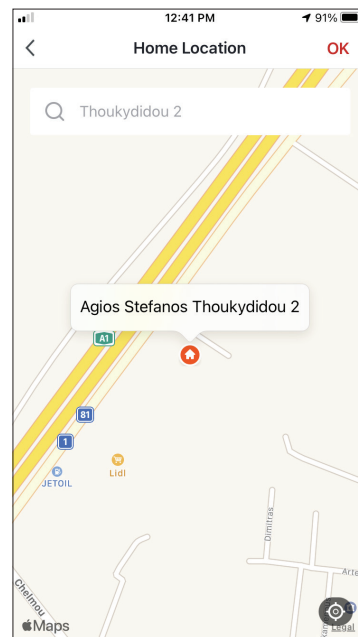 12:41 PM
91%
Home Location
OK
Thoukydidou 2
Agios Stefanos Thoukydidou 2
A1
81
1
Lidl
JETOIL
Dimitras
Arte
Chelmou
Maps
Legal